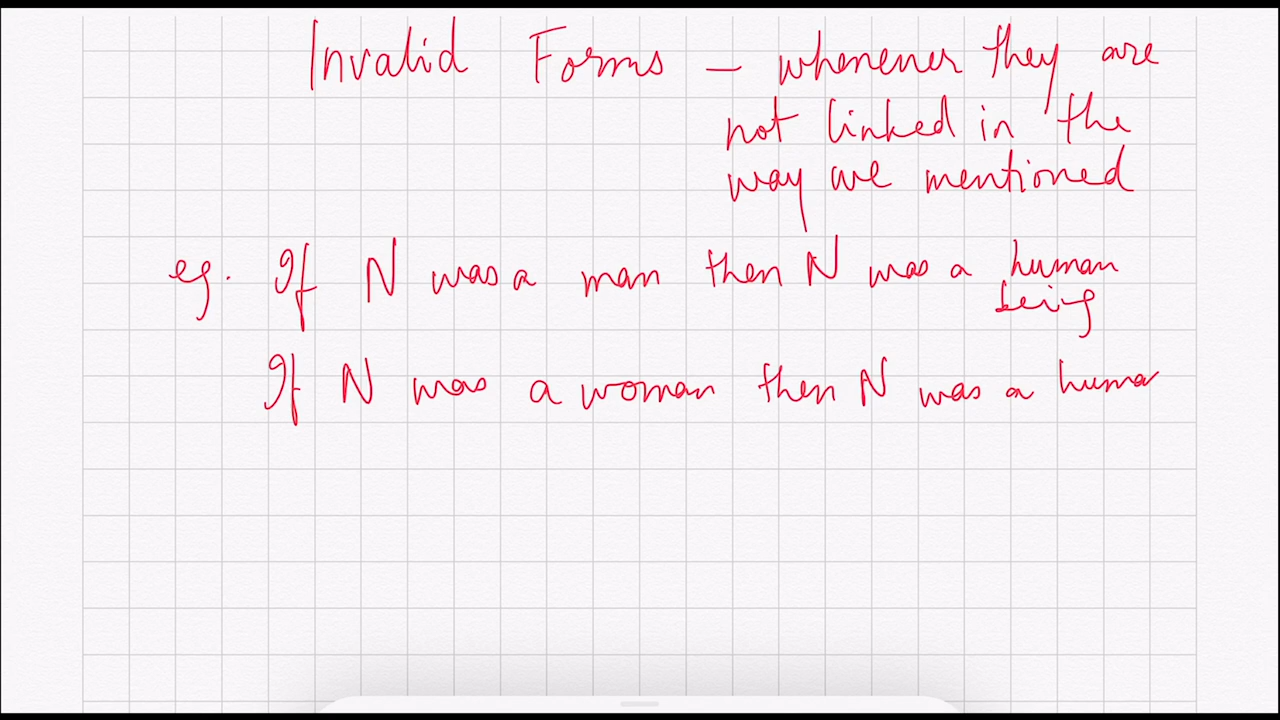 Invalid Forms – whenever they are
not linked in the
way we mentioned
eg. If N was a man then N was a human
being
If N was a woman then N was a huma